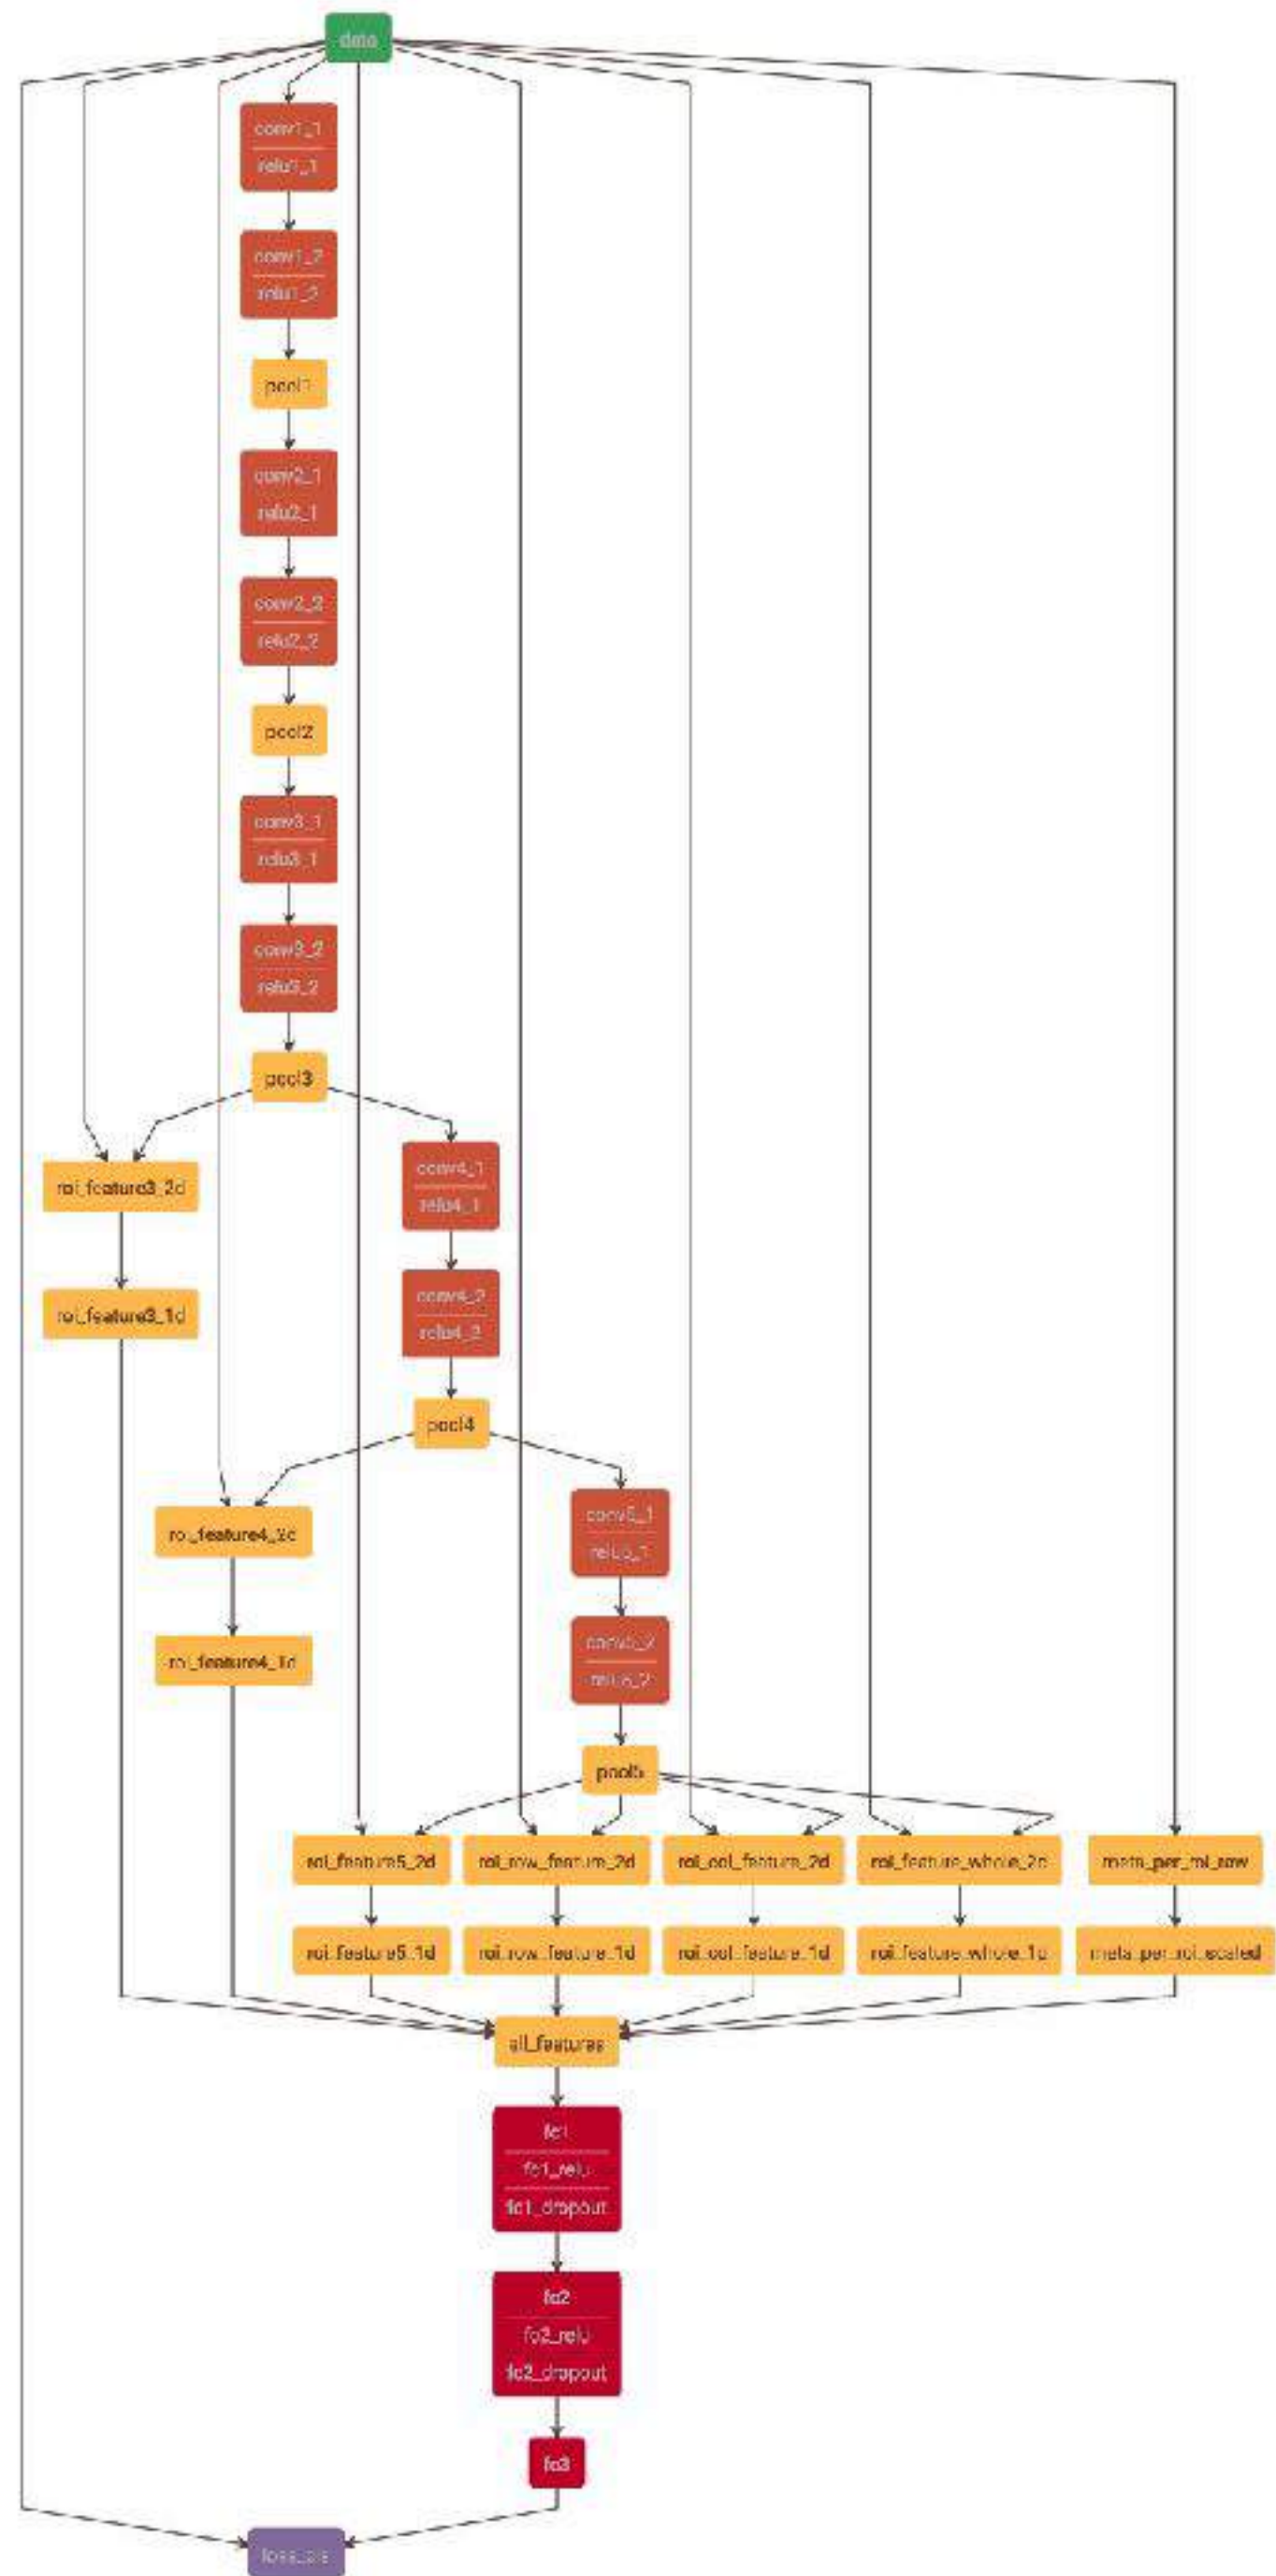 data
conv1_1
relu1_1
conv1_2
relu1_2
pool1
conv2_1
relu2_1
conv2_2
relu2_2
pool2
conv3_1
relu3_1
conv3_2
relu3_2
pool3
roi_feature3_2d
conv4_1
relu4_1
roi_feature3_1d
conv4_2
relu4_2
pool4
roi_feature4_2d
conv5_1
relu5_1
roi_feature4_1d
conv5_2
relu5_2
pool5
roi_feature5_2d roi_row_feature_2d roi_col_feature_2d roi_feature_whole_2d
roi_feature5_1d roi_row_feature_1d roi_col_feature_1d roi_feature_whole_1d meta_per_roi_scaled
all_features
fc1
fc1_relu
fc1_dropout
fc2
fc2_relu
fc2_dropout
fc3